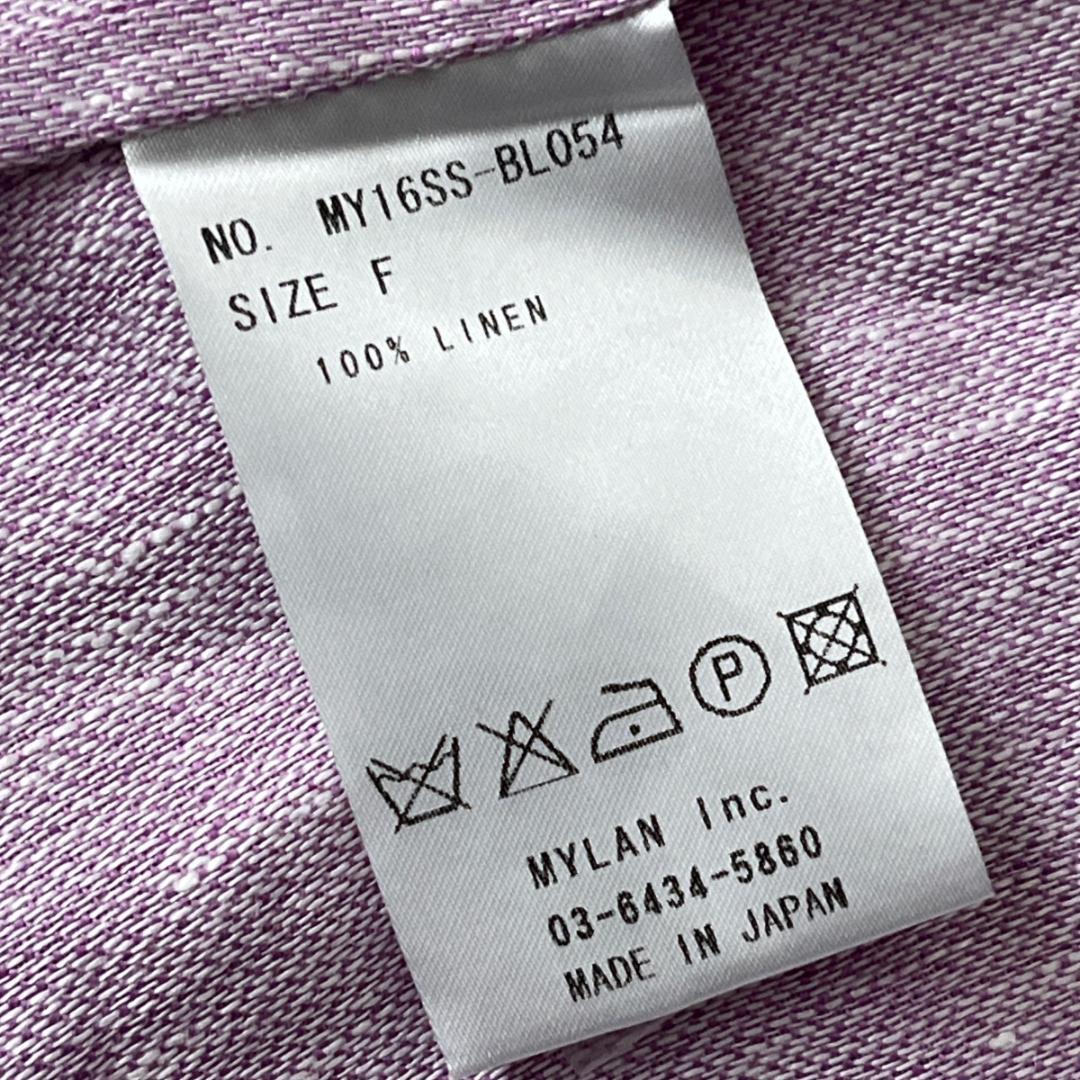 NO. MY16SS-BL054
SIZE F
100% LINEN
P
MYLAN Inc.
03-6434-5860
MADE IN JAPAN